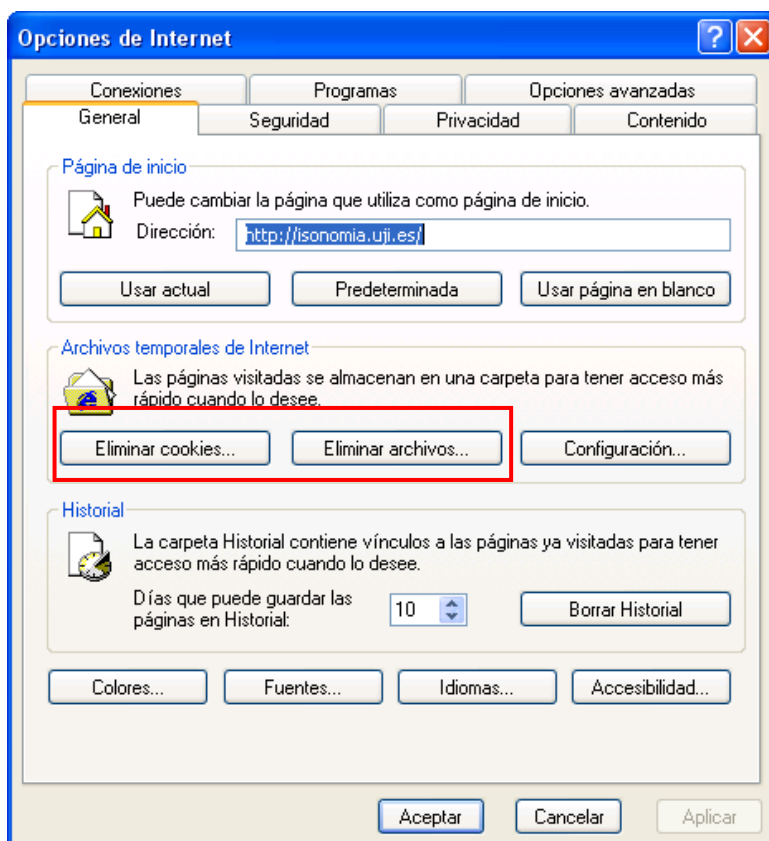 Opciones de Internet
Conexiones Programas Opciones avanzadas
General Seguridad Privacidad Contenido
Página de inicio
Puede cambiar la página que utiliza como página de inicio.
Dirección: http://isonomia.uji.es/
Usar actual Predeterminada Usar página en blanco
Archivos temporales de Internet
Las páginas visitadas se almacenan en una carpeta para tener acceso más
rápido cuando lo desee.
Eliminar cookies... Eliminar archivos... Configuración...
Historial
La carpeta Historial contiene vínculos a las páginas ya visitadas para tener
acceso más rápido cuando lo desee.
Días que puede guardar las
páginas en Historial: 10 Borrar Historial
Colores... Fuentes... Idiomas... Accesibilidad...
Aceptar Cancelar Aplicar